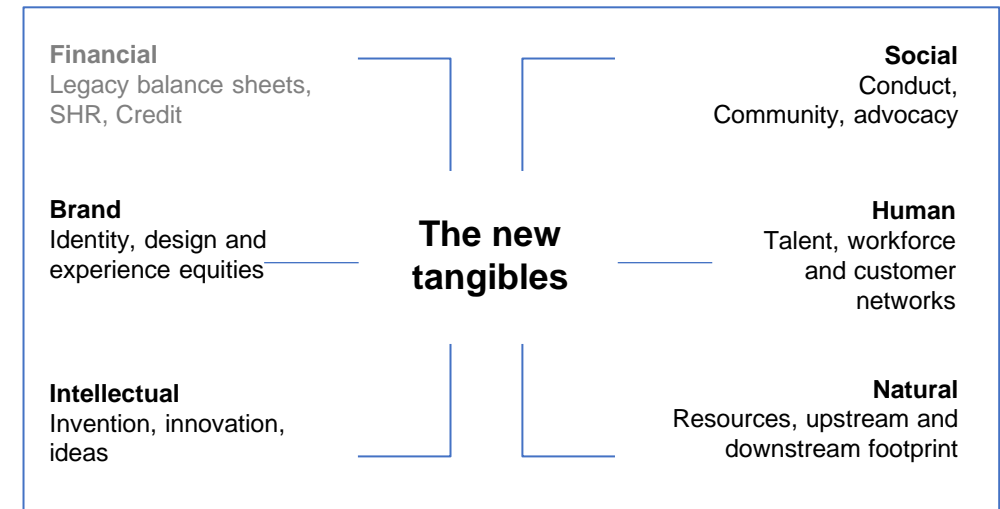 Financial
Legacy balance sheets,
SHR, Credit
Brand
Identity, design and
experience equities
Intellectual
Invention, innovation,
ideas
The new
tangibles
Social
Conduct,
Community, advocacy
Human
Talent, workforce
and customer
networks
Natural
Resources, upstream and
downstream footprint